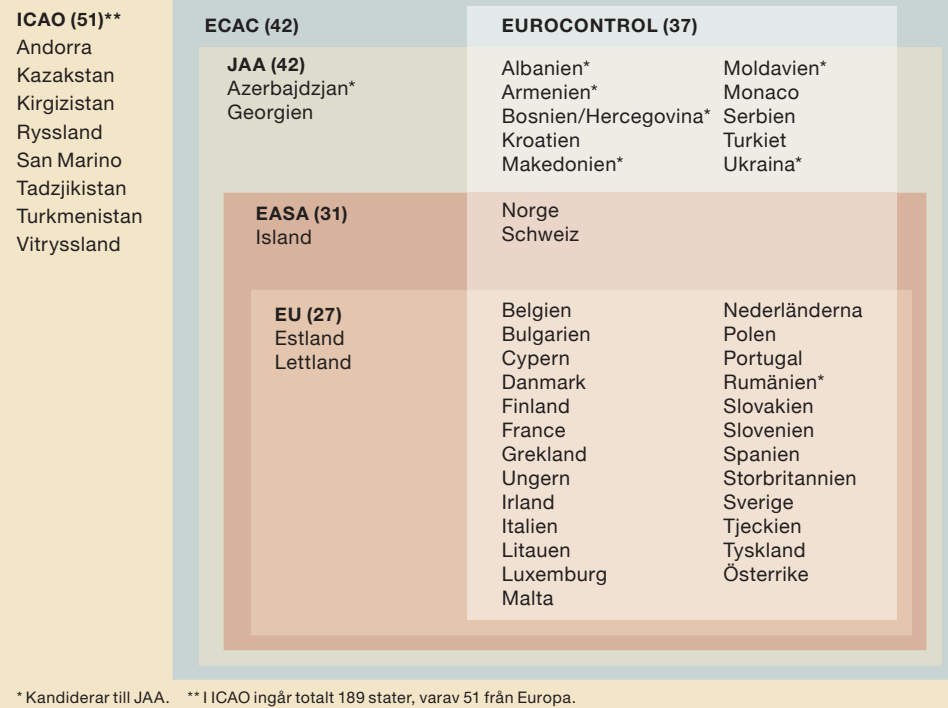 ICAO (51)**
Andorra
Kazakstan
Kirgizistan
Ryssland
San Marino
Tadzjikistan
Turkmenistan
Vitryssland
ECAC (42)
JAA (42)
Azerbajdzjan*
Georgien
EASA (31)
Island
EU (27)
Estland
Lettland
EUROCONTROL (37)
Albanien*
Armenien*
Bosnien/Hercegovina*
Kroatien
Makedonien*
Moldavien*
Monaco
Serbien
Turkiet
Ukraina*
Norge
Schweiz
Belgien
Bulgarien
Cypern
Danmark
Finland
France
Grekland
Ungern
Irland
Italien
Litauen
Luxemburg
Malta
Nederländerna
Polen
Portugal
Rumänien*
Slovakien
Slovenien
Spanien
Storbritannien
Sverige
Tjeckien
Tyskland
Österrike
* Kandiderar till JAA. ** I ICAO ingår totalt 189 stater, varav 51 från Europa.